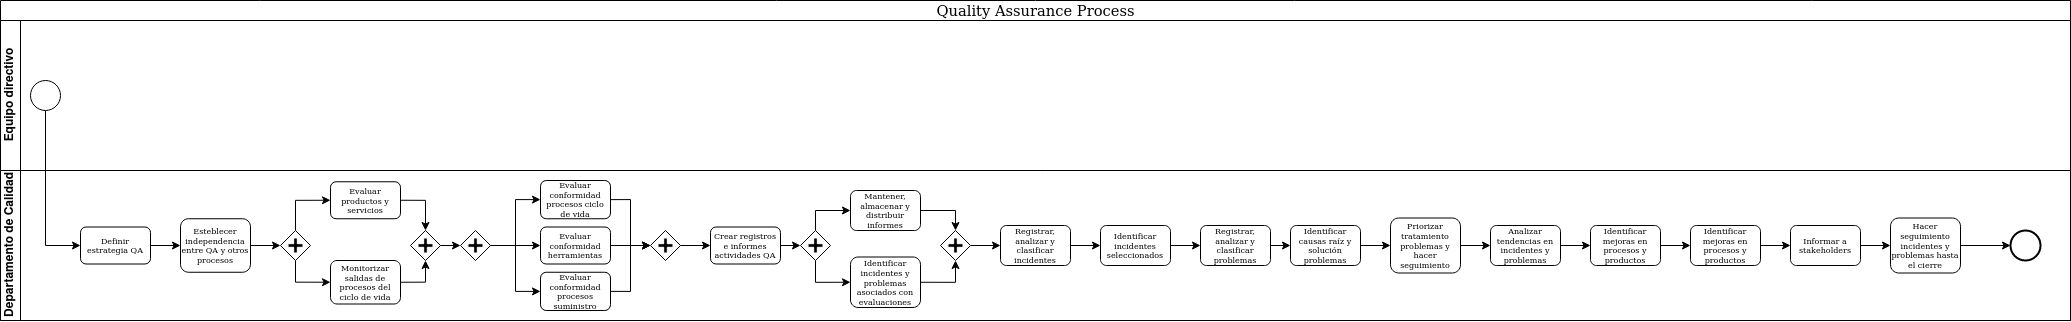 Quality Assurance Process
Equipo directivo
Departamento de Calidad
Definir
estrategia QA
Esteblecer
independencia
entre QA y otros
procesos
Evaluar
productos y
servicios
Monitorizar
salidas de
procesos del
ciclo de vida
Evaluar
conformidad
procesos ciclo
de vida
Evaluar
conformidad
herramientas
Evaluar
conformidad
procesos
suministro
Crear registros
e informes
actividades QA
Mantener,
almacenar y
distribuir
informes
Identificar
incidentes y
problemas
asociados con
evaluaciones
Registrar,
analizar y
clasificar
incidentes
Identificar
incidentes
seleccionados
Registrar,
analizar y
clasificar
problemas
Identificar
causas raíz y
solución
problemas
Priorizar
tratamiento
problemas y
hacer
seguimiento
Analizar
tendencias en
incidentes y
problemas
Identificar
mejoras en
procesos y
productos
Identificar
mejoras en
procesos y
productos
Informar a
stakeholders
Hacer
seguimiento
incidentes y
problemas hasta
el cierre